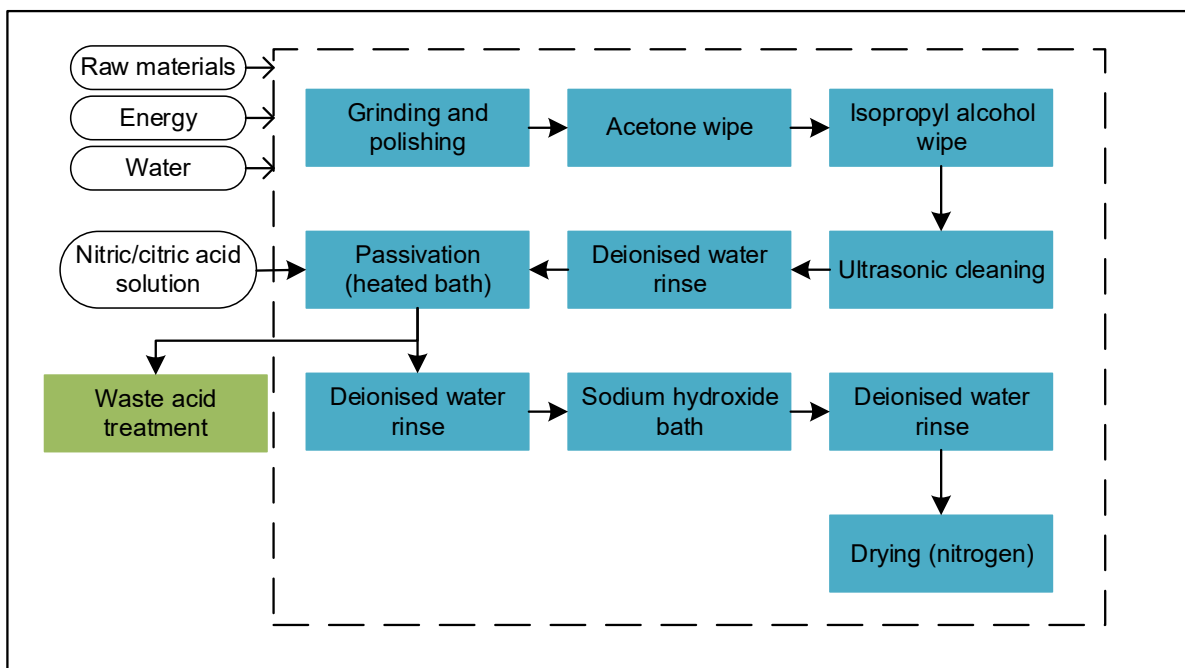 Raw materials
Energy
Water
Grinding and
polishing
Acetone wipe
Isopropyl alcohol
wipe
Nitric/citric acid
solution
Passivation
(heated bath)
Deionised water
rinse
Ultrasonic cleaning
Waste acid
treatment
Deionised water
rinse
Sodium hydroxide
bath
Deionised water
rinse
Drying (nitrogen)